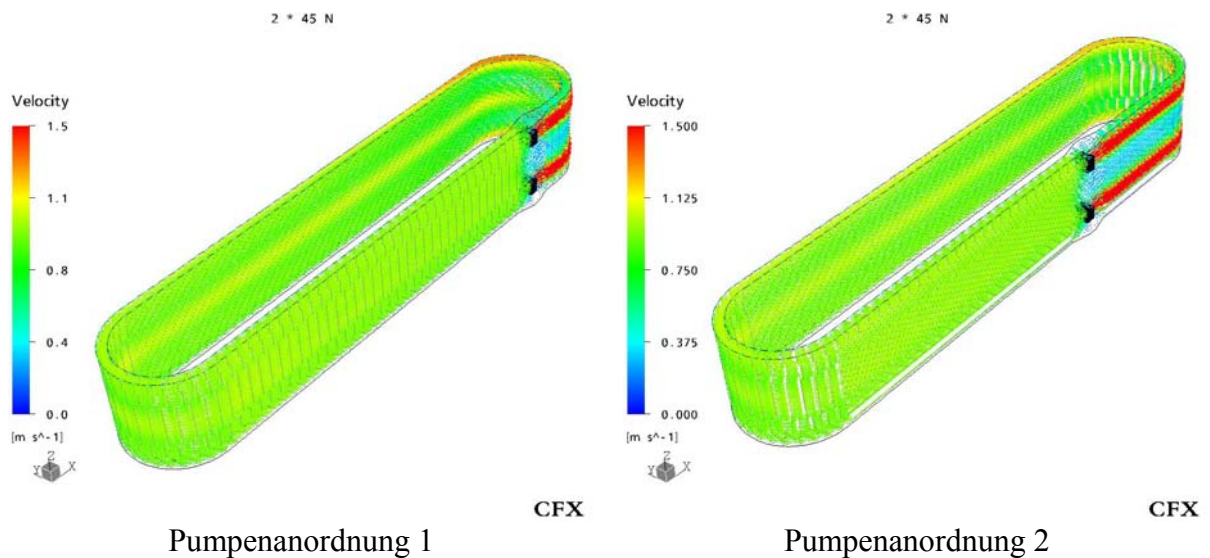 2 * 45 N
Velocity
1.5
1.1
0.8
0.4
0.0
[m s^-1]
Z
Y X
CFX
Pumpenanordnung 1
2 * 45 N
Velocity
1.500
1.125
0.750
0.375
0.000
[m s^-1]
Z
Y X
CFX
Pumpenanordnung 2